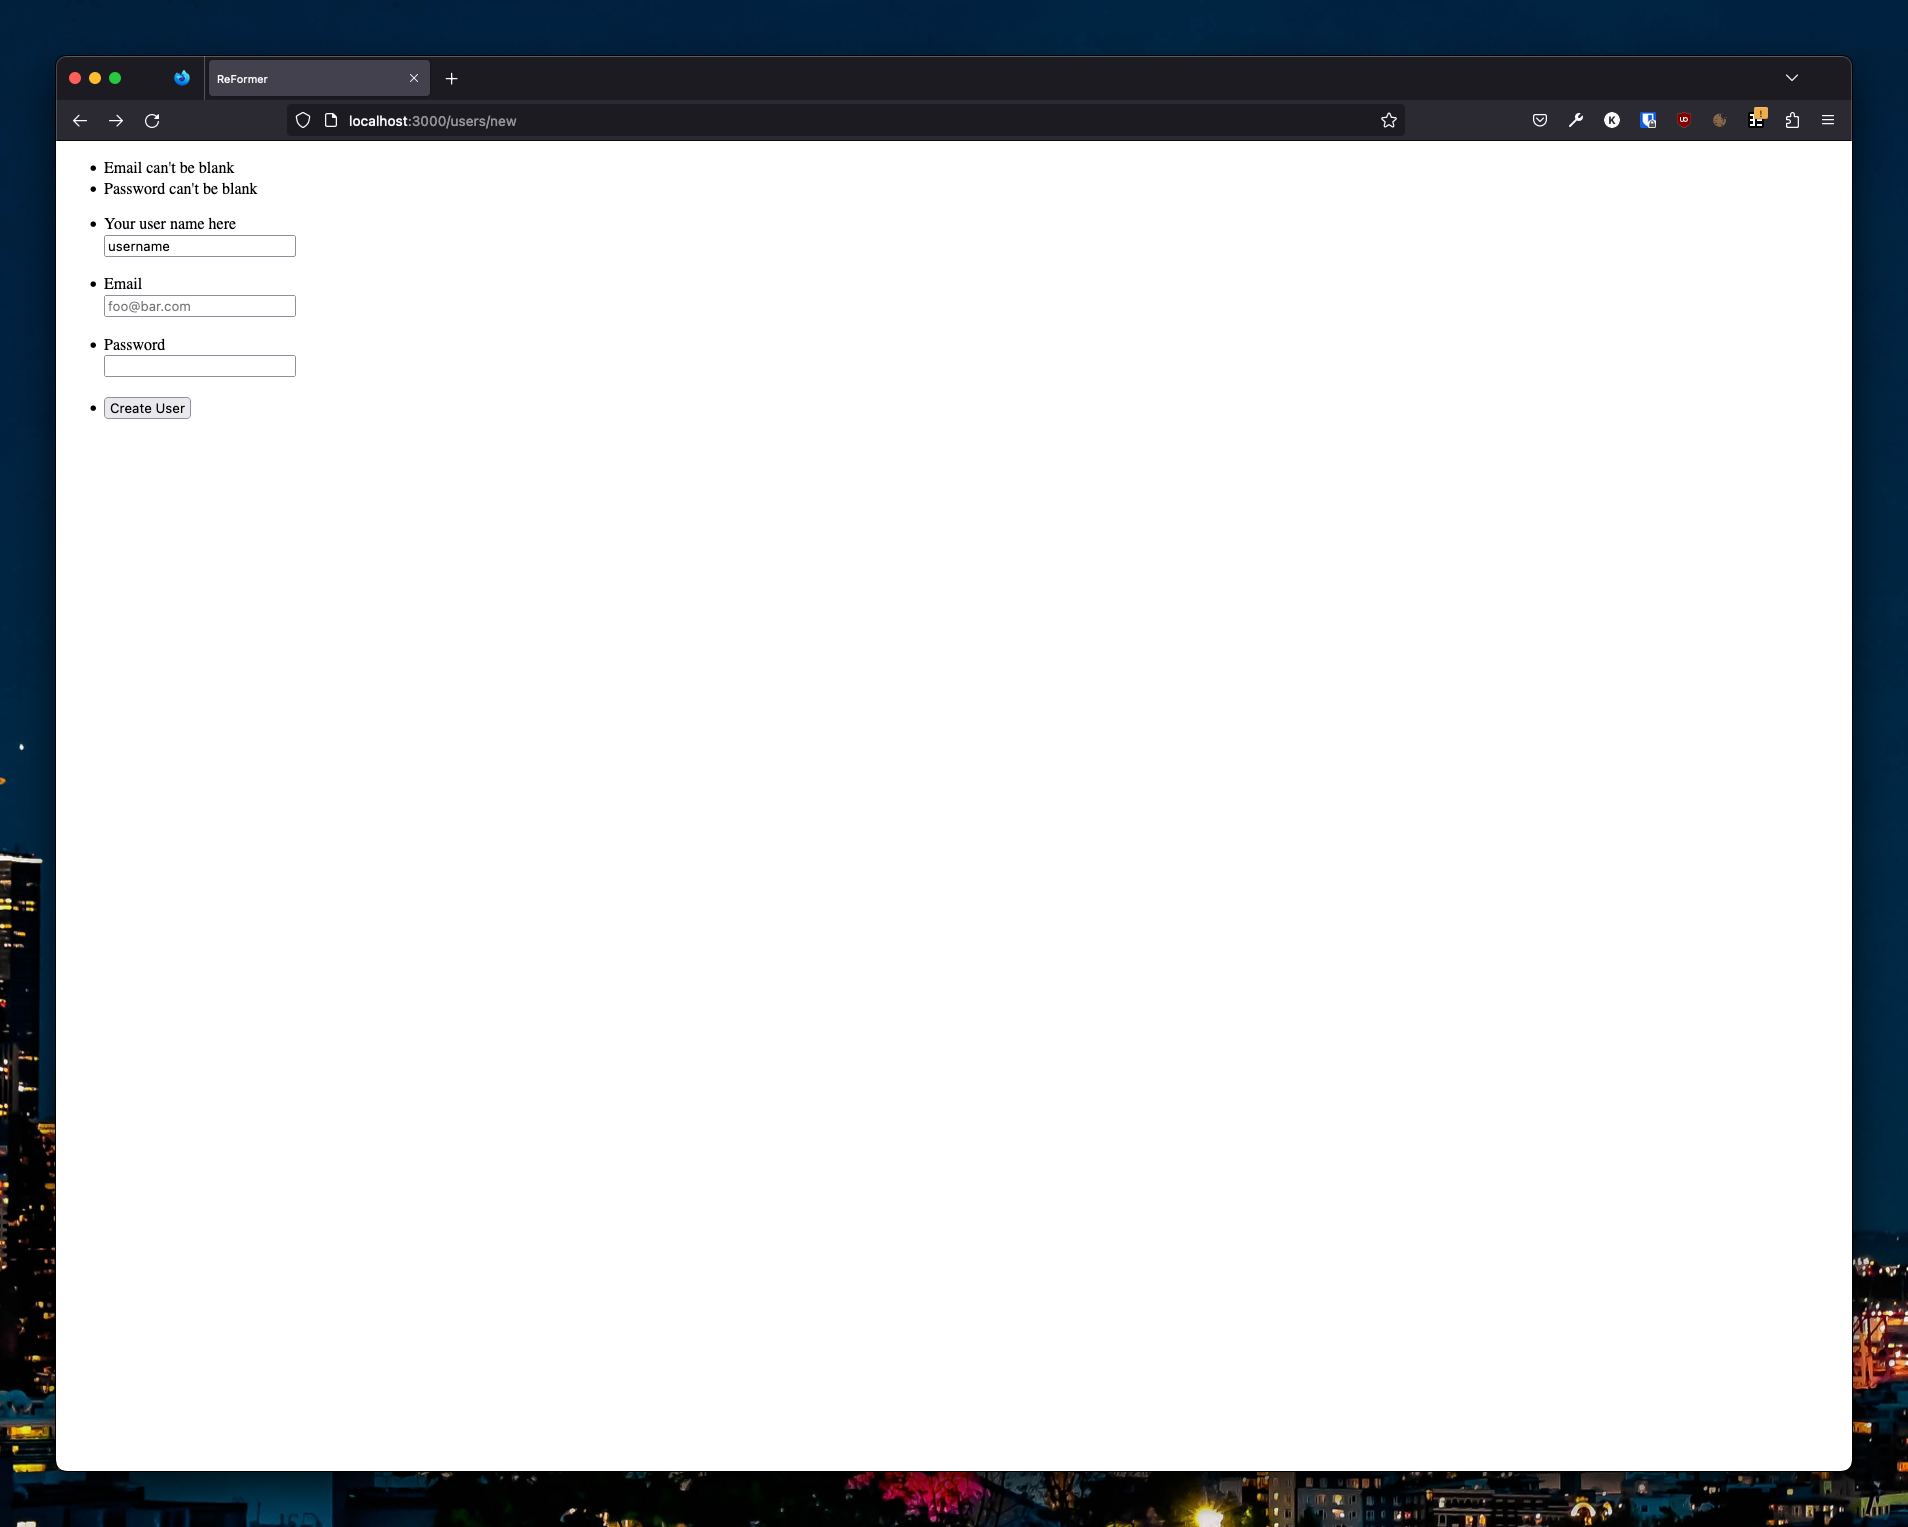 ReFormer
localhost:3000/users/new
Email can't be blank
Password can't be blank
Your user name here
username
Email
foo@bar.com
Password
Create User